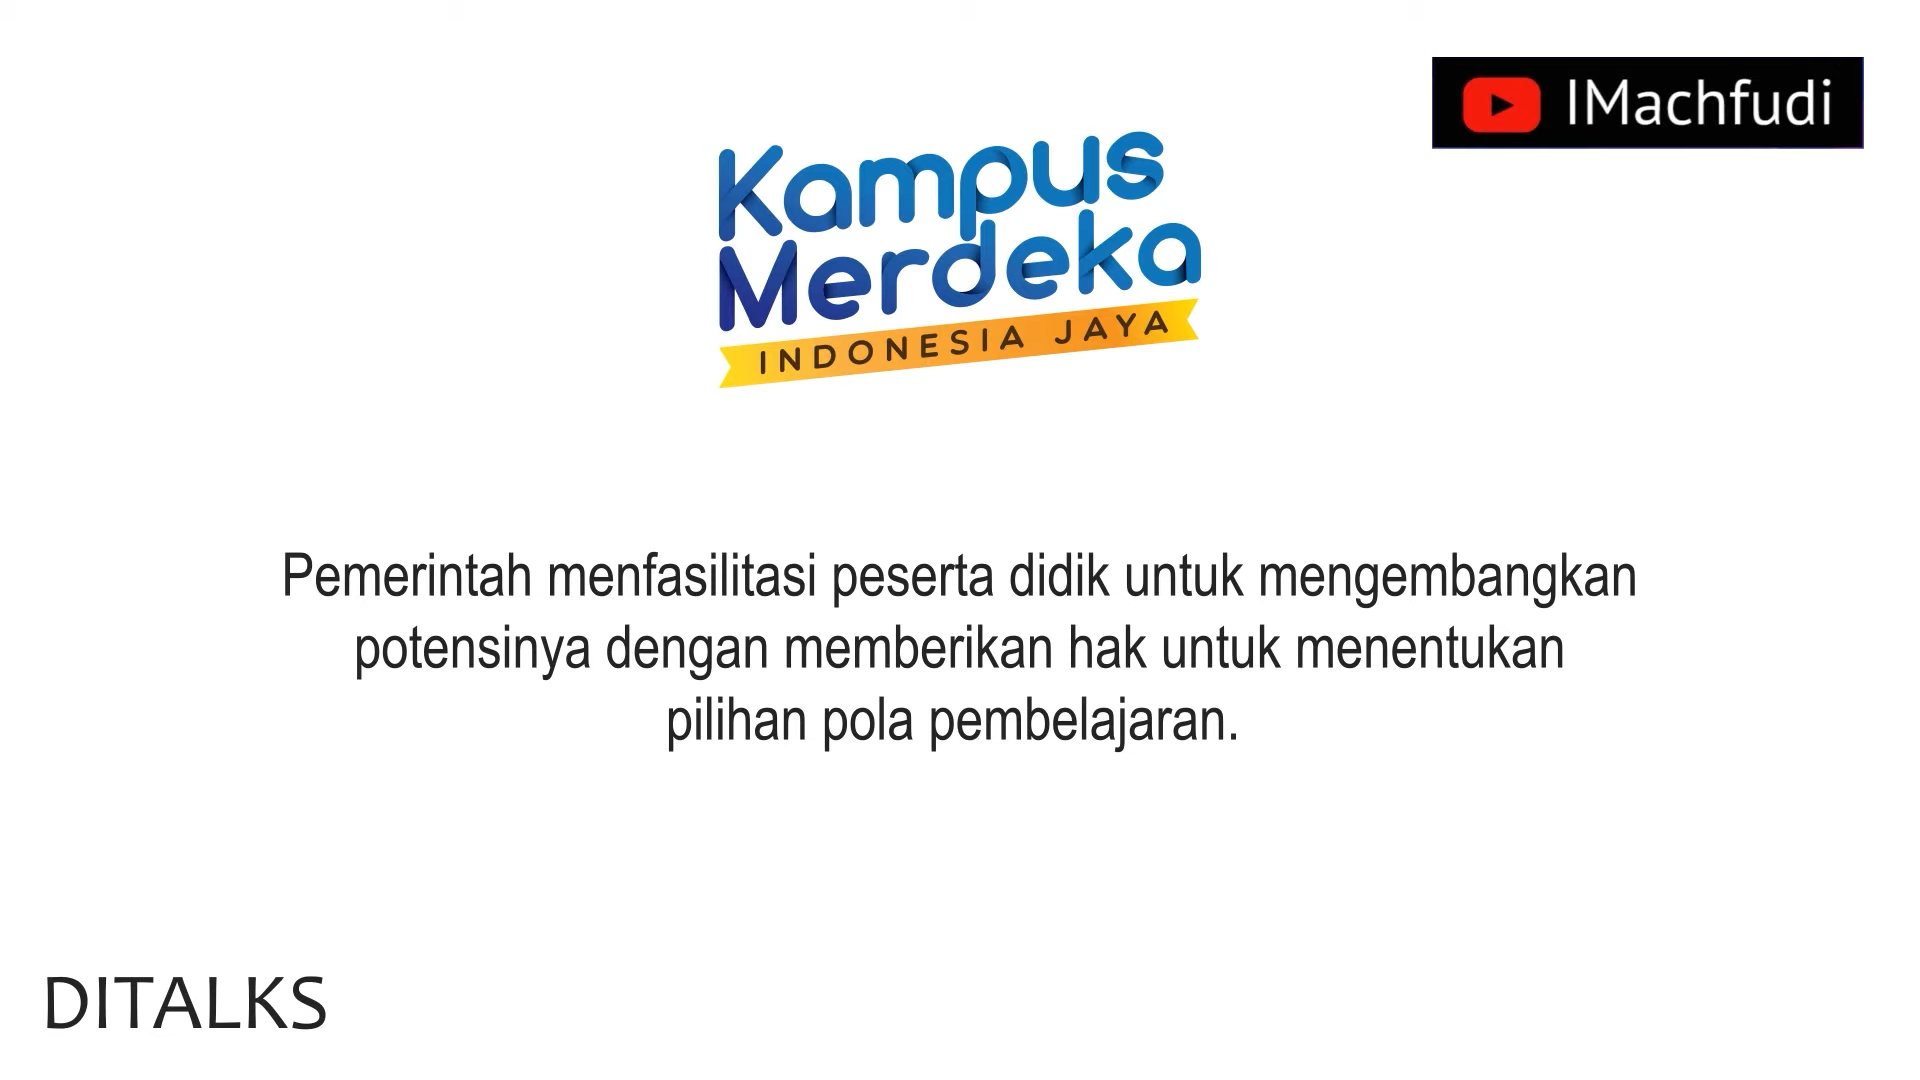 IMachfudi
Kampus
Merdeka
INDONESIA JAYA
Pemerintah menfasilitasi peserta didik untuk mengembangkan
potensinya dengan memberikan hak untuk menentukan
pilihan pola pembelajaran.
DITALKS